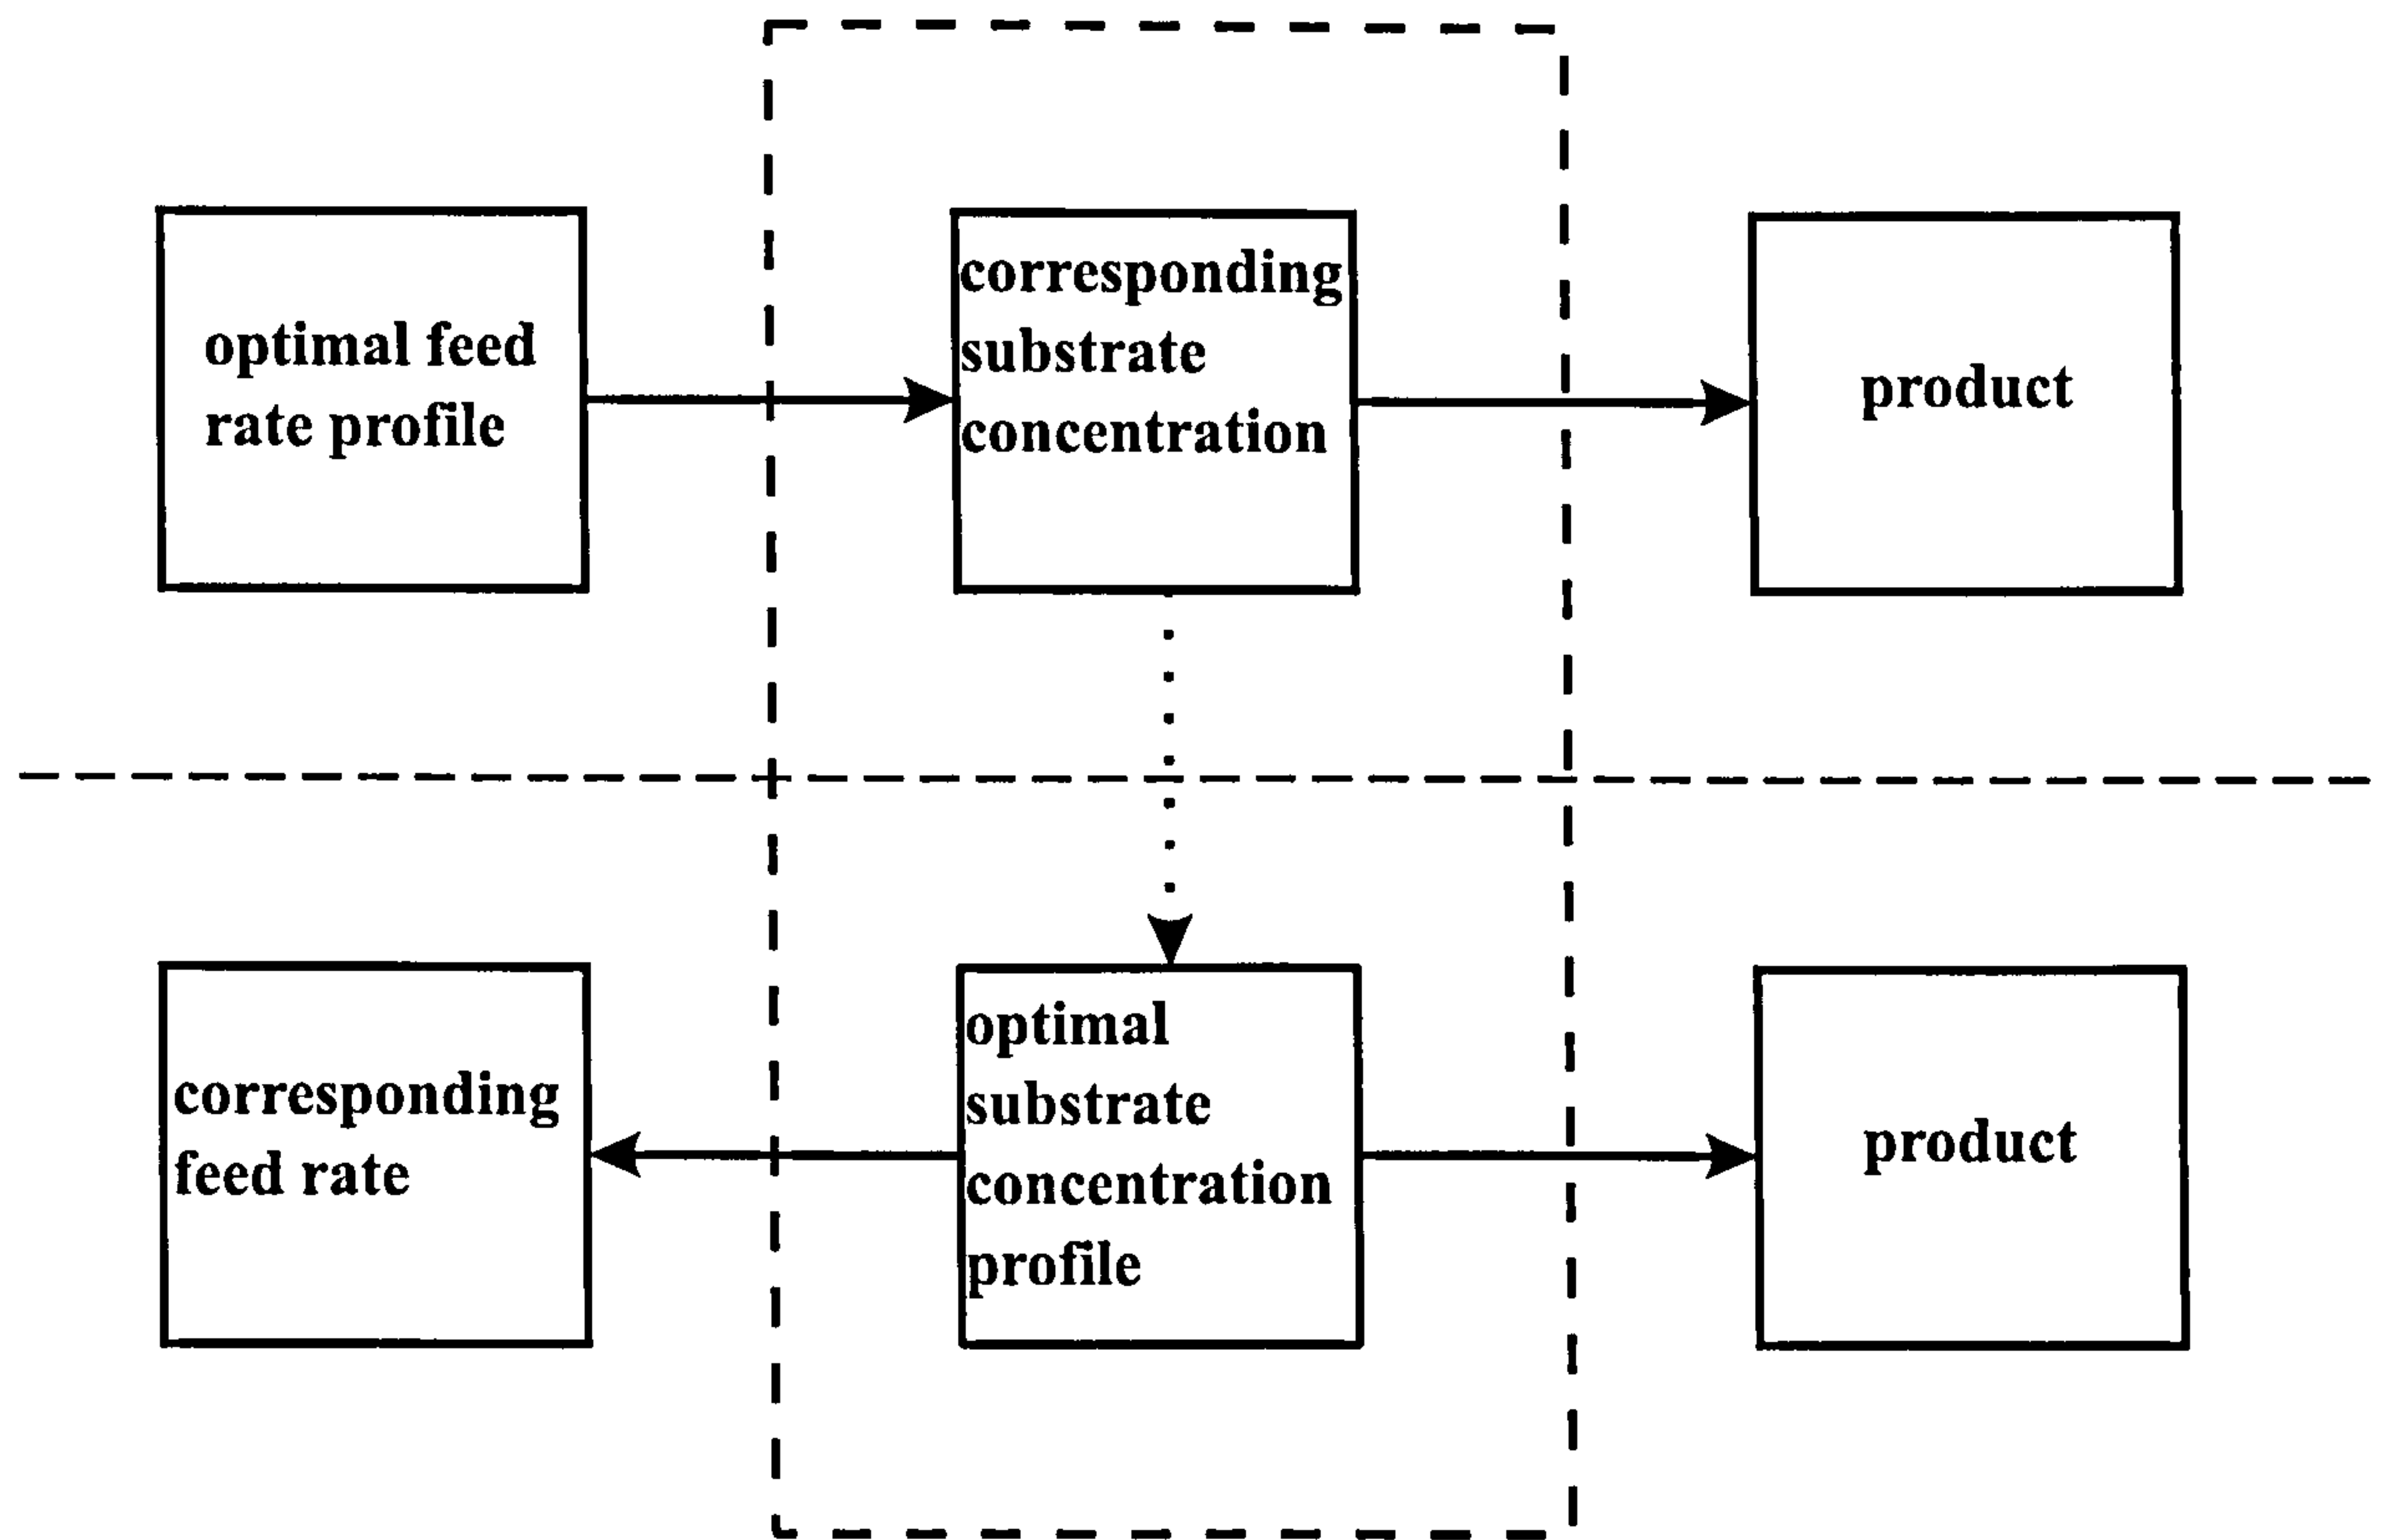 optimal feed
rate profile
corresponding
substrate
concentration
product
corresponding
feed rate
optimal
substrate
concentration
profile
product